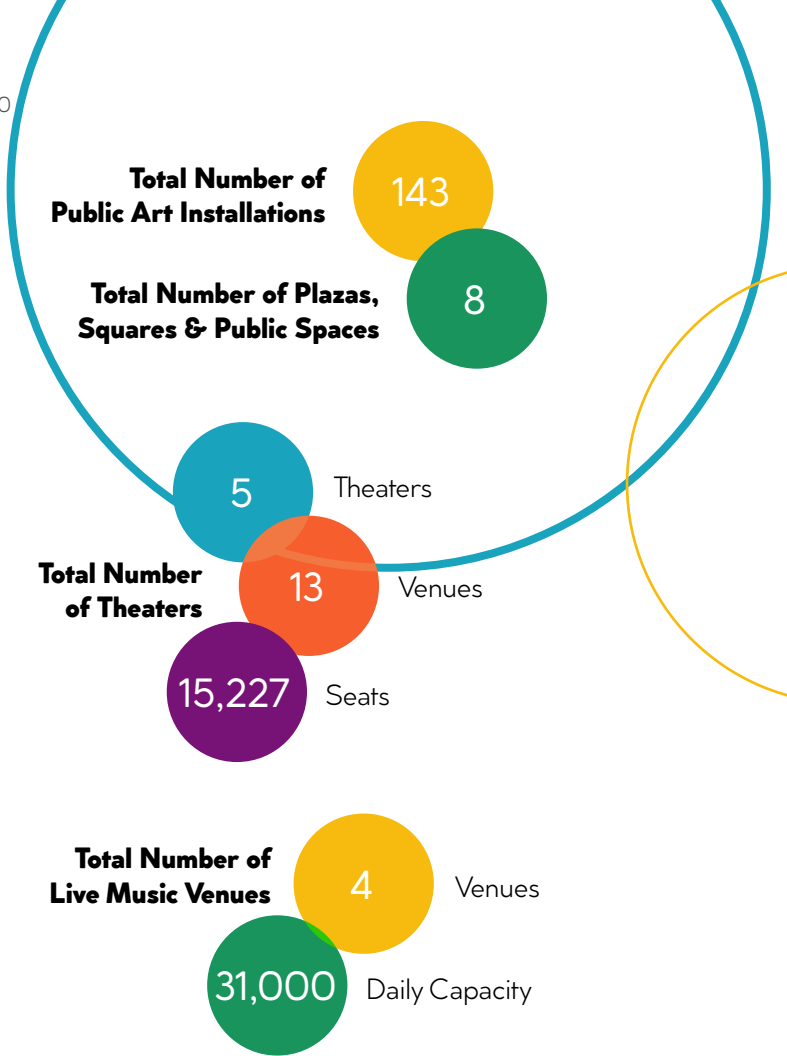 0
Total Number of
Public Art Installations
143
Total Number of Plazas,
Squares & Public Spaces
8
5
Theaters
Total Number
of Theaters
13
Venues
15,227
Seats
Total Number of
Live Music Venues
4
Venues
31,000
Daily Capacity